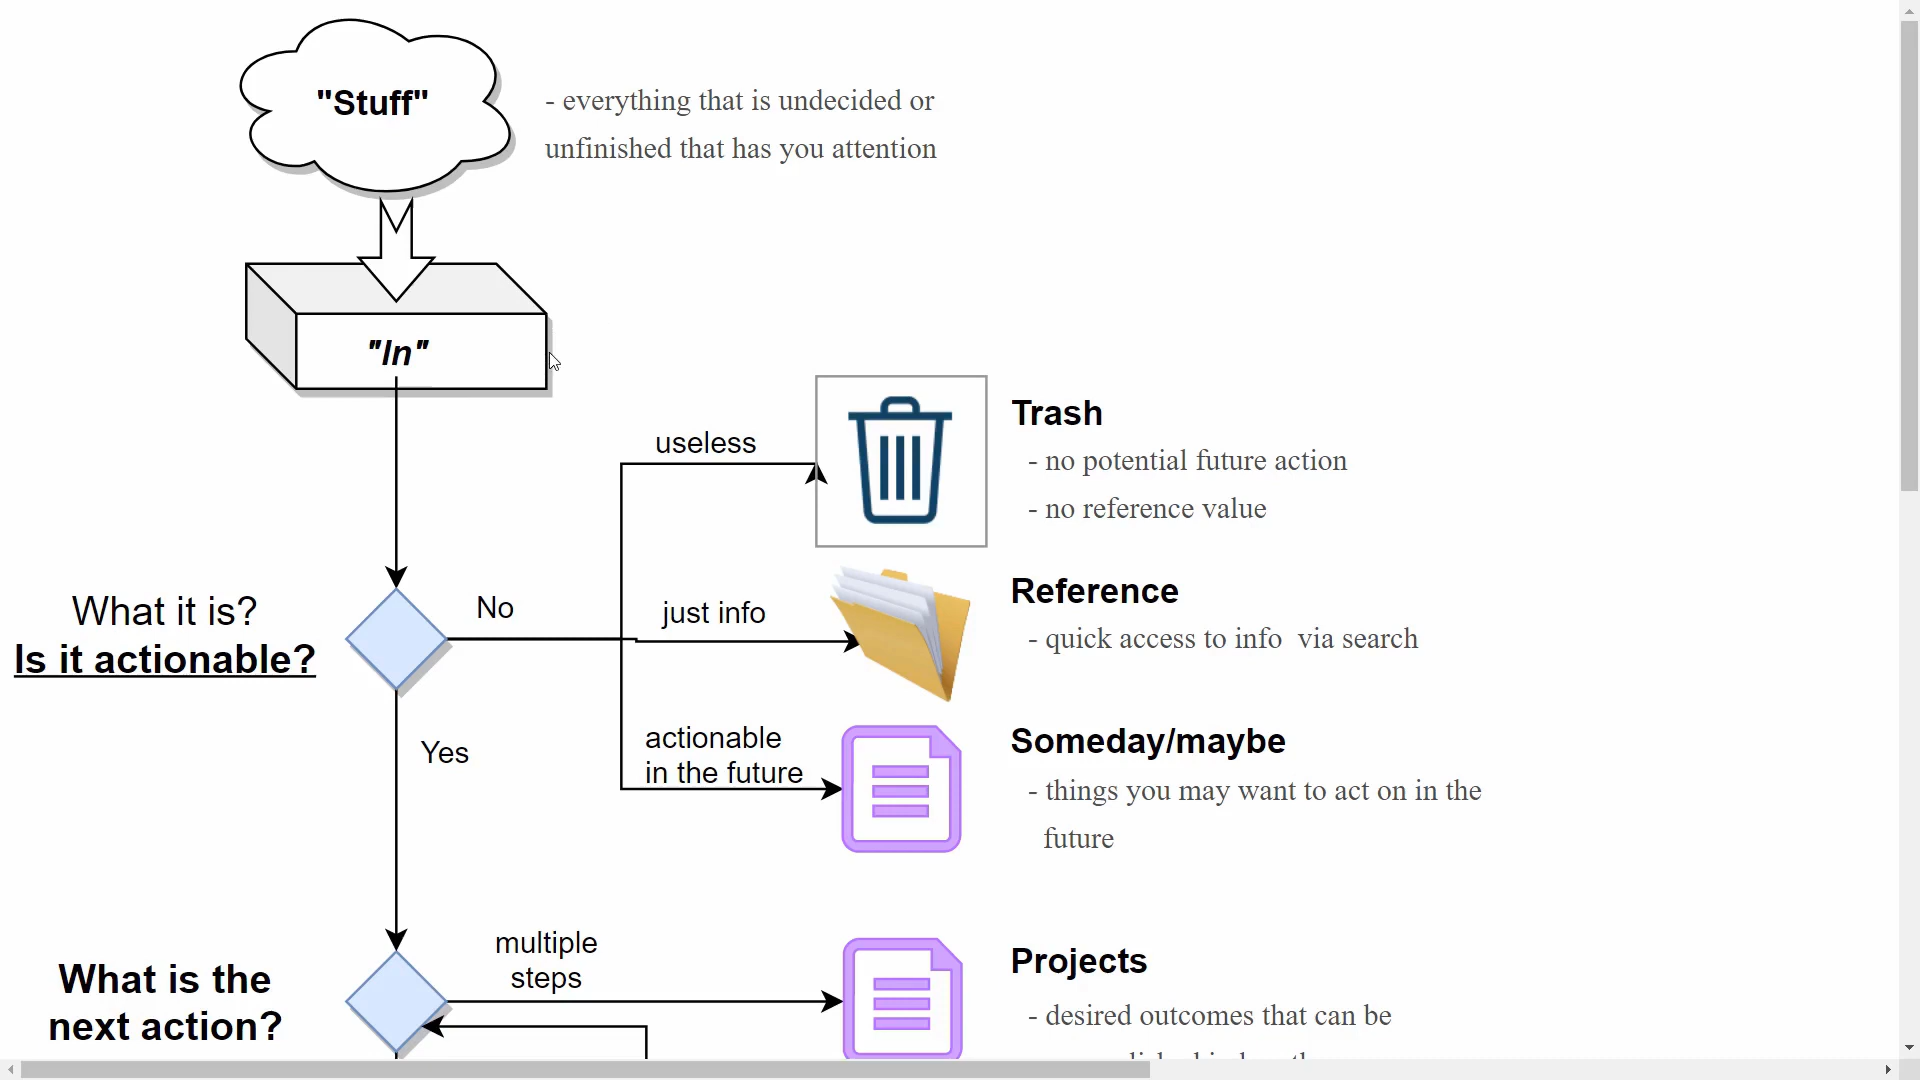 "Stuff"
- everything that is undecided or
unfinished that has you attention
"In"
useless
Trash
- no potential future action
- no reference value
What it is?
Is it actionable?
No
just info
Reference
- quick access to info  via search
Yes
actionable
in the future
Someday/maybe
- things you may want to act on in the
future
What is the
next action?
multiple
steps
Projects
- desired outcomes that can be